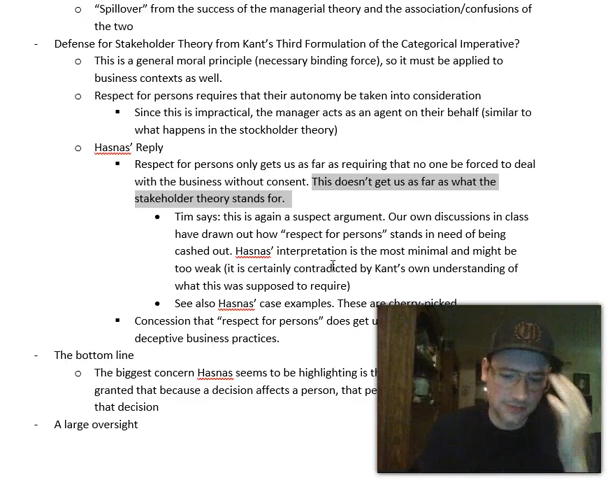 o "Spillover" from the success of the managerial theory and the association/confusions of
the two
- Defense for Stakeholder Theory from Kant's Third Formulation of the Categorical Imperative?
o This is a general moral principle (necessary binding force), so it must be applied to
business contexts as well.
o Respect for persons requires that their autonomy be taken into consideration
▪ Since this is impractical, the manager acts as an agent on their behalf (similar to
what happens in the stockholder theory)
o Hasnas' Reply
▪ Respect for persons only gets us as far as requiring that no one be forced to deal
with the business without consent. This doesn't get us as far as what the
stakeholder theory stands for.
• Tim says: this is again a suspect argument. Our own discussions in class
have drawn out how "respect for persons" stands in need of being
cashed out. Hasnas' interpretation is the most minimal and might be
too weak (it is certainly contradicted by Kant's own understanding of
what this was supposed to require)
• See also Hasnas' case examples. These are cherry-picked
▪ Concession that "respect for persons" does get u
deceptive business practices.
- The bottom line
o The biggest concern Hasnas seems to be highlighting is th
granted that because a decision affects a person, that pe
that decision
- A large oversight